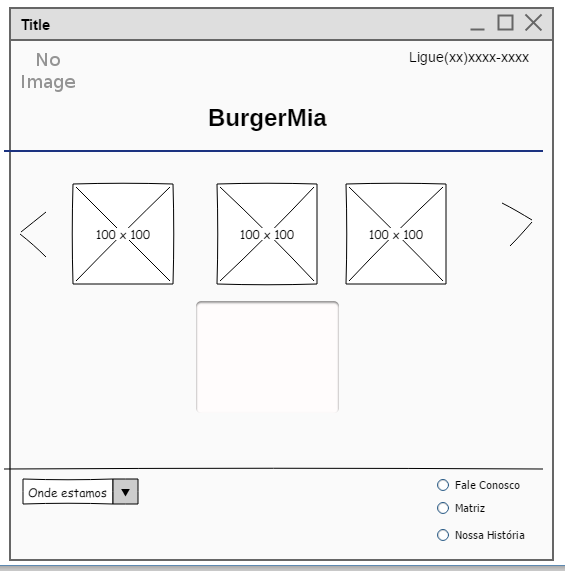 Title
No
Image
Ligue(xx)xxxx-xxxx
BurgerMia
100 x 100
100 x 100
100 x 100
Onde estamos
Fale Conosco
Matriz
Nossa História